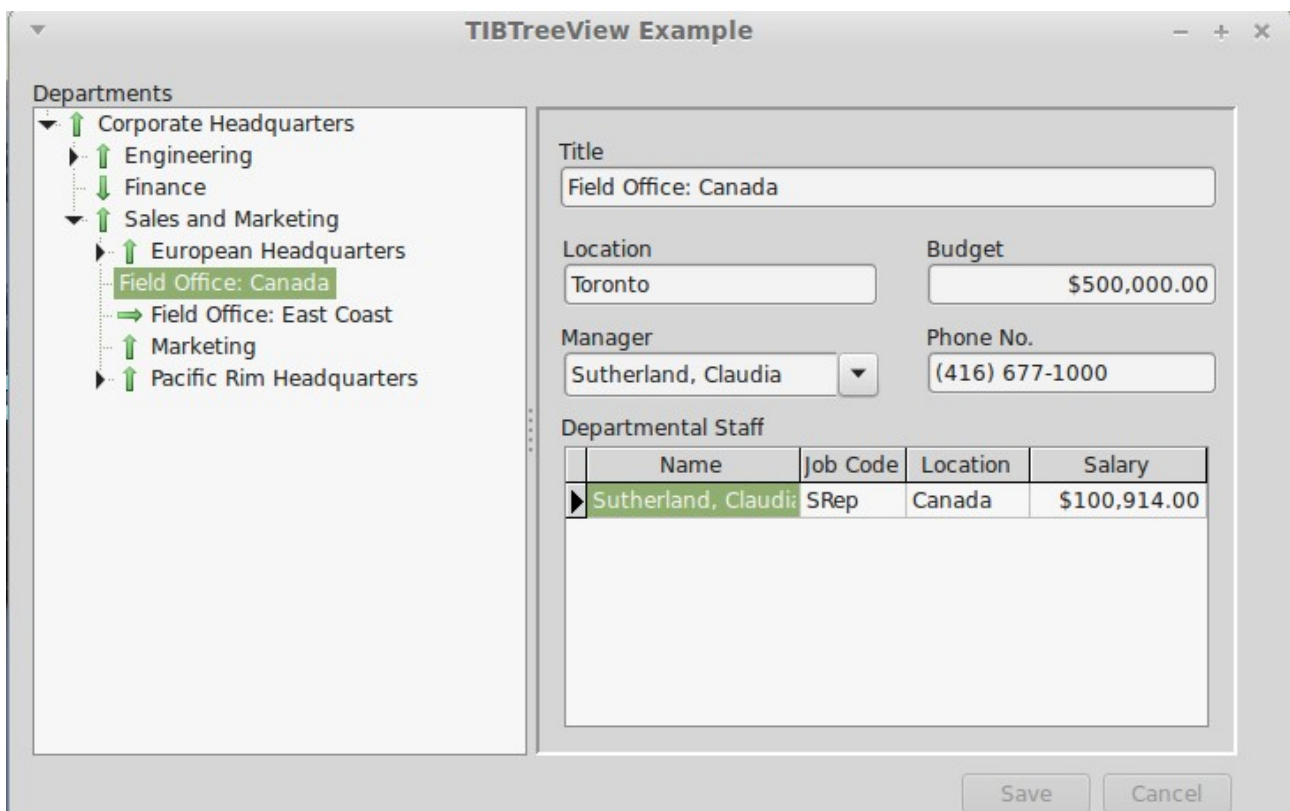 TIBTreeView Example
Departments
Corporate Headquarters
Engineering
Finance
Sales and Marketing
European Headquarters
Field Office: Canada
Field Office: East Coast
Marketing
Pacific Rim Headquarters
Title
Field Office: Canada
Location Budget
Toronto $500,000.00
Manager Phone No.
Sutherland, Claudia (416) 677-1000
Departmental Staff
Name Job Code Location Salary
Sutherland, Claudia SRep Canada $100,914.00
Save Cancel